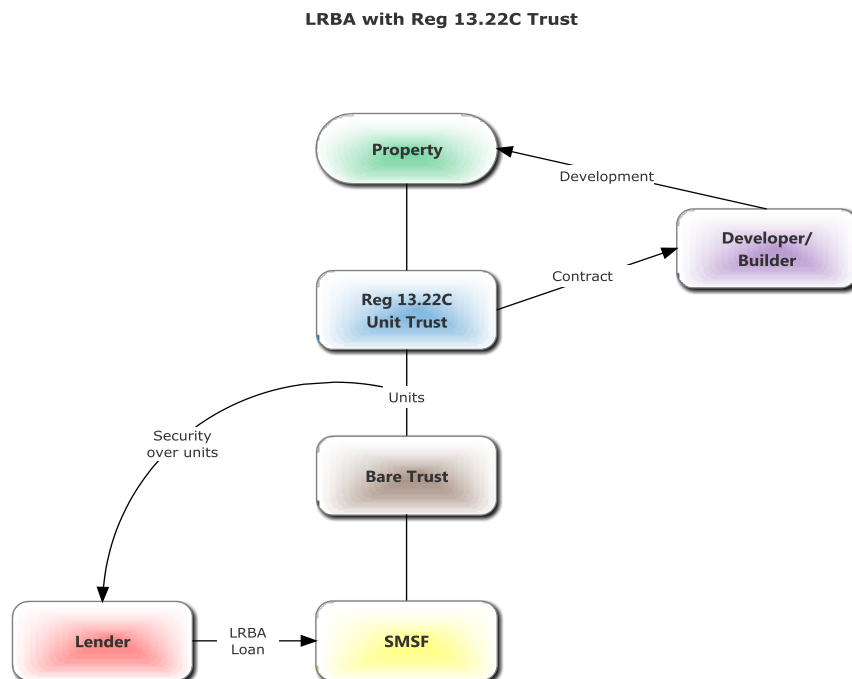 LRBA with Reg 13.22C Trust
Property
Development
Developer/
Builder
Contract
Reg 13.22C
Unit Trust
Units
Security
over units
Bare Trust
Lender
LRBA
Loan
SMSF